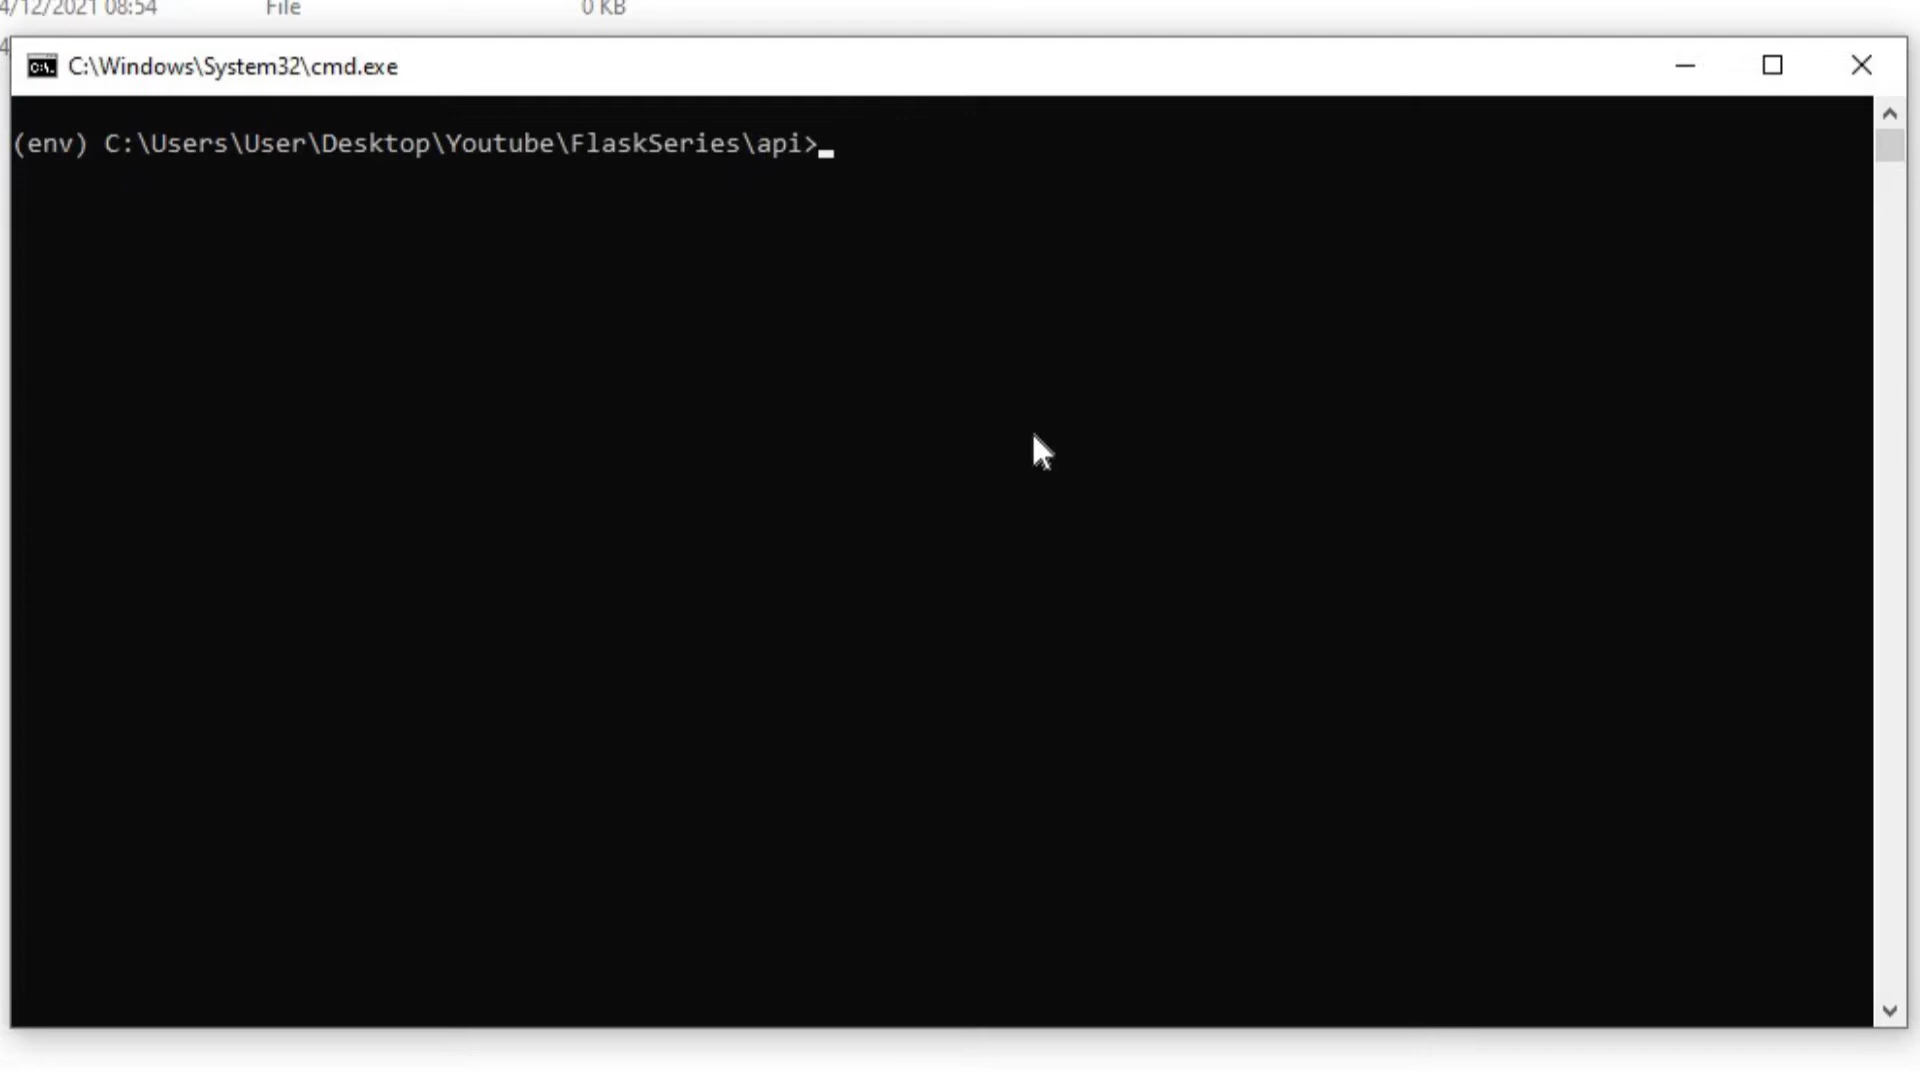 4/12/2021 08:54 File 0 KB
4
C:\Windows\System32\cmd.exe
(env) C:\Users\User\Desktop\Youtube\FlaskSeries\api>